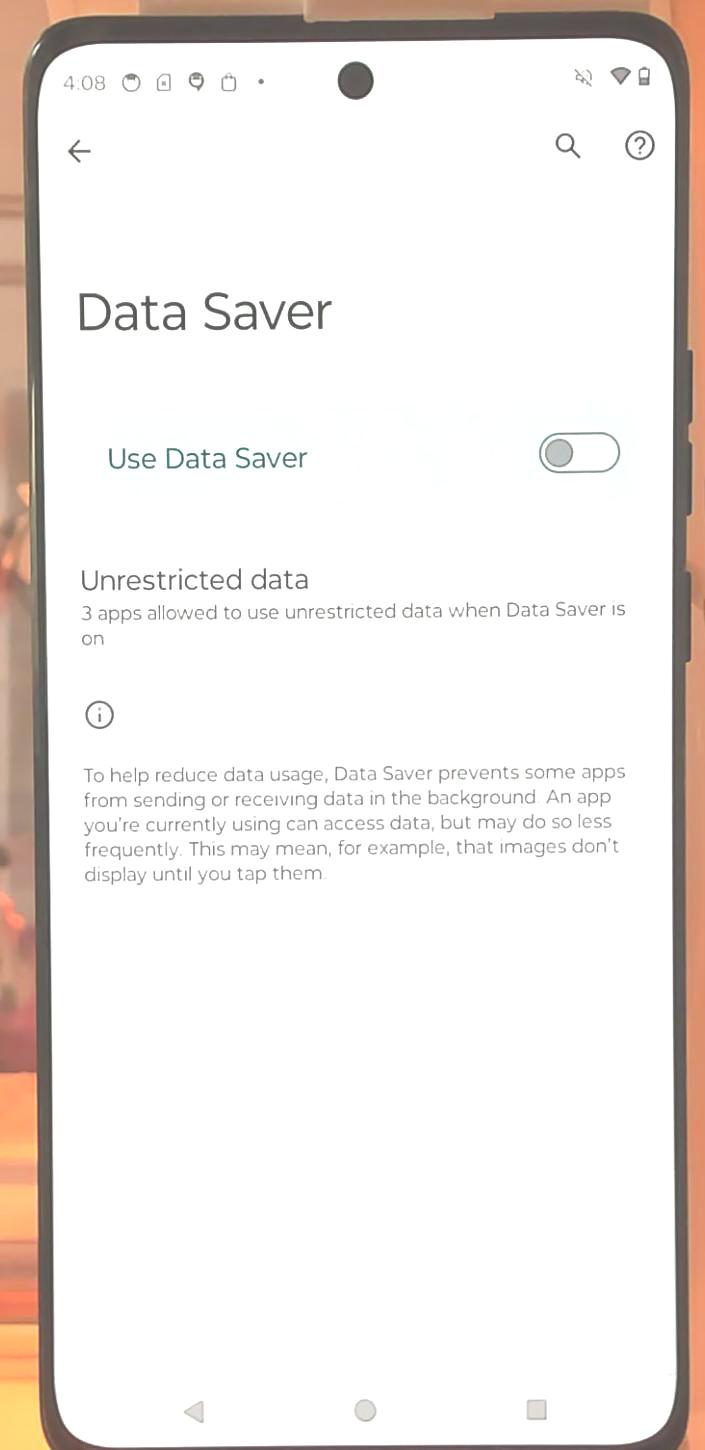 4:08
Data Saver
Use Data Saver
Unrestricted data
3 apps allowed to use unrestricted data when Data Saver is
on
To help reduce data usage, Data Saver prevents some apps
from sending or receiving data in the background. An app
you're currently using can access data, but may do so less
frequently. This may mean, for example, that images don't
display until you tap them.